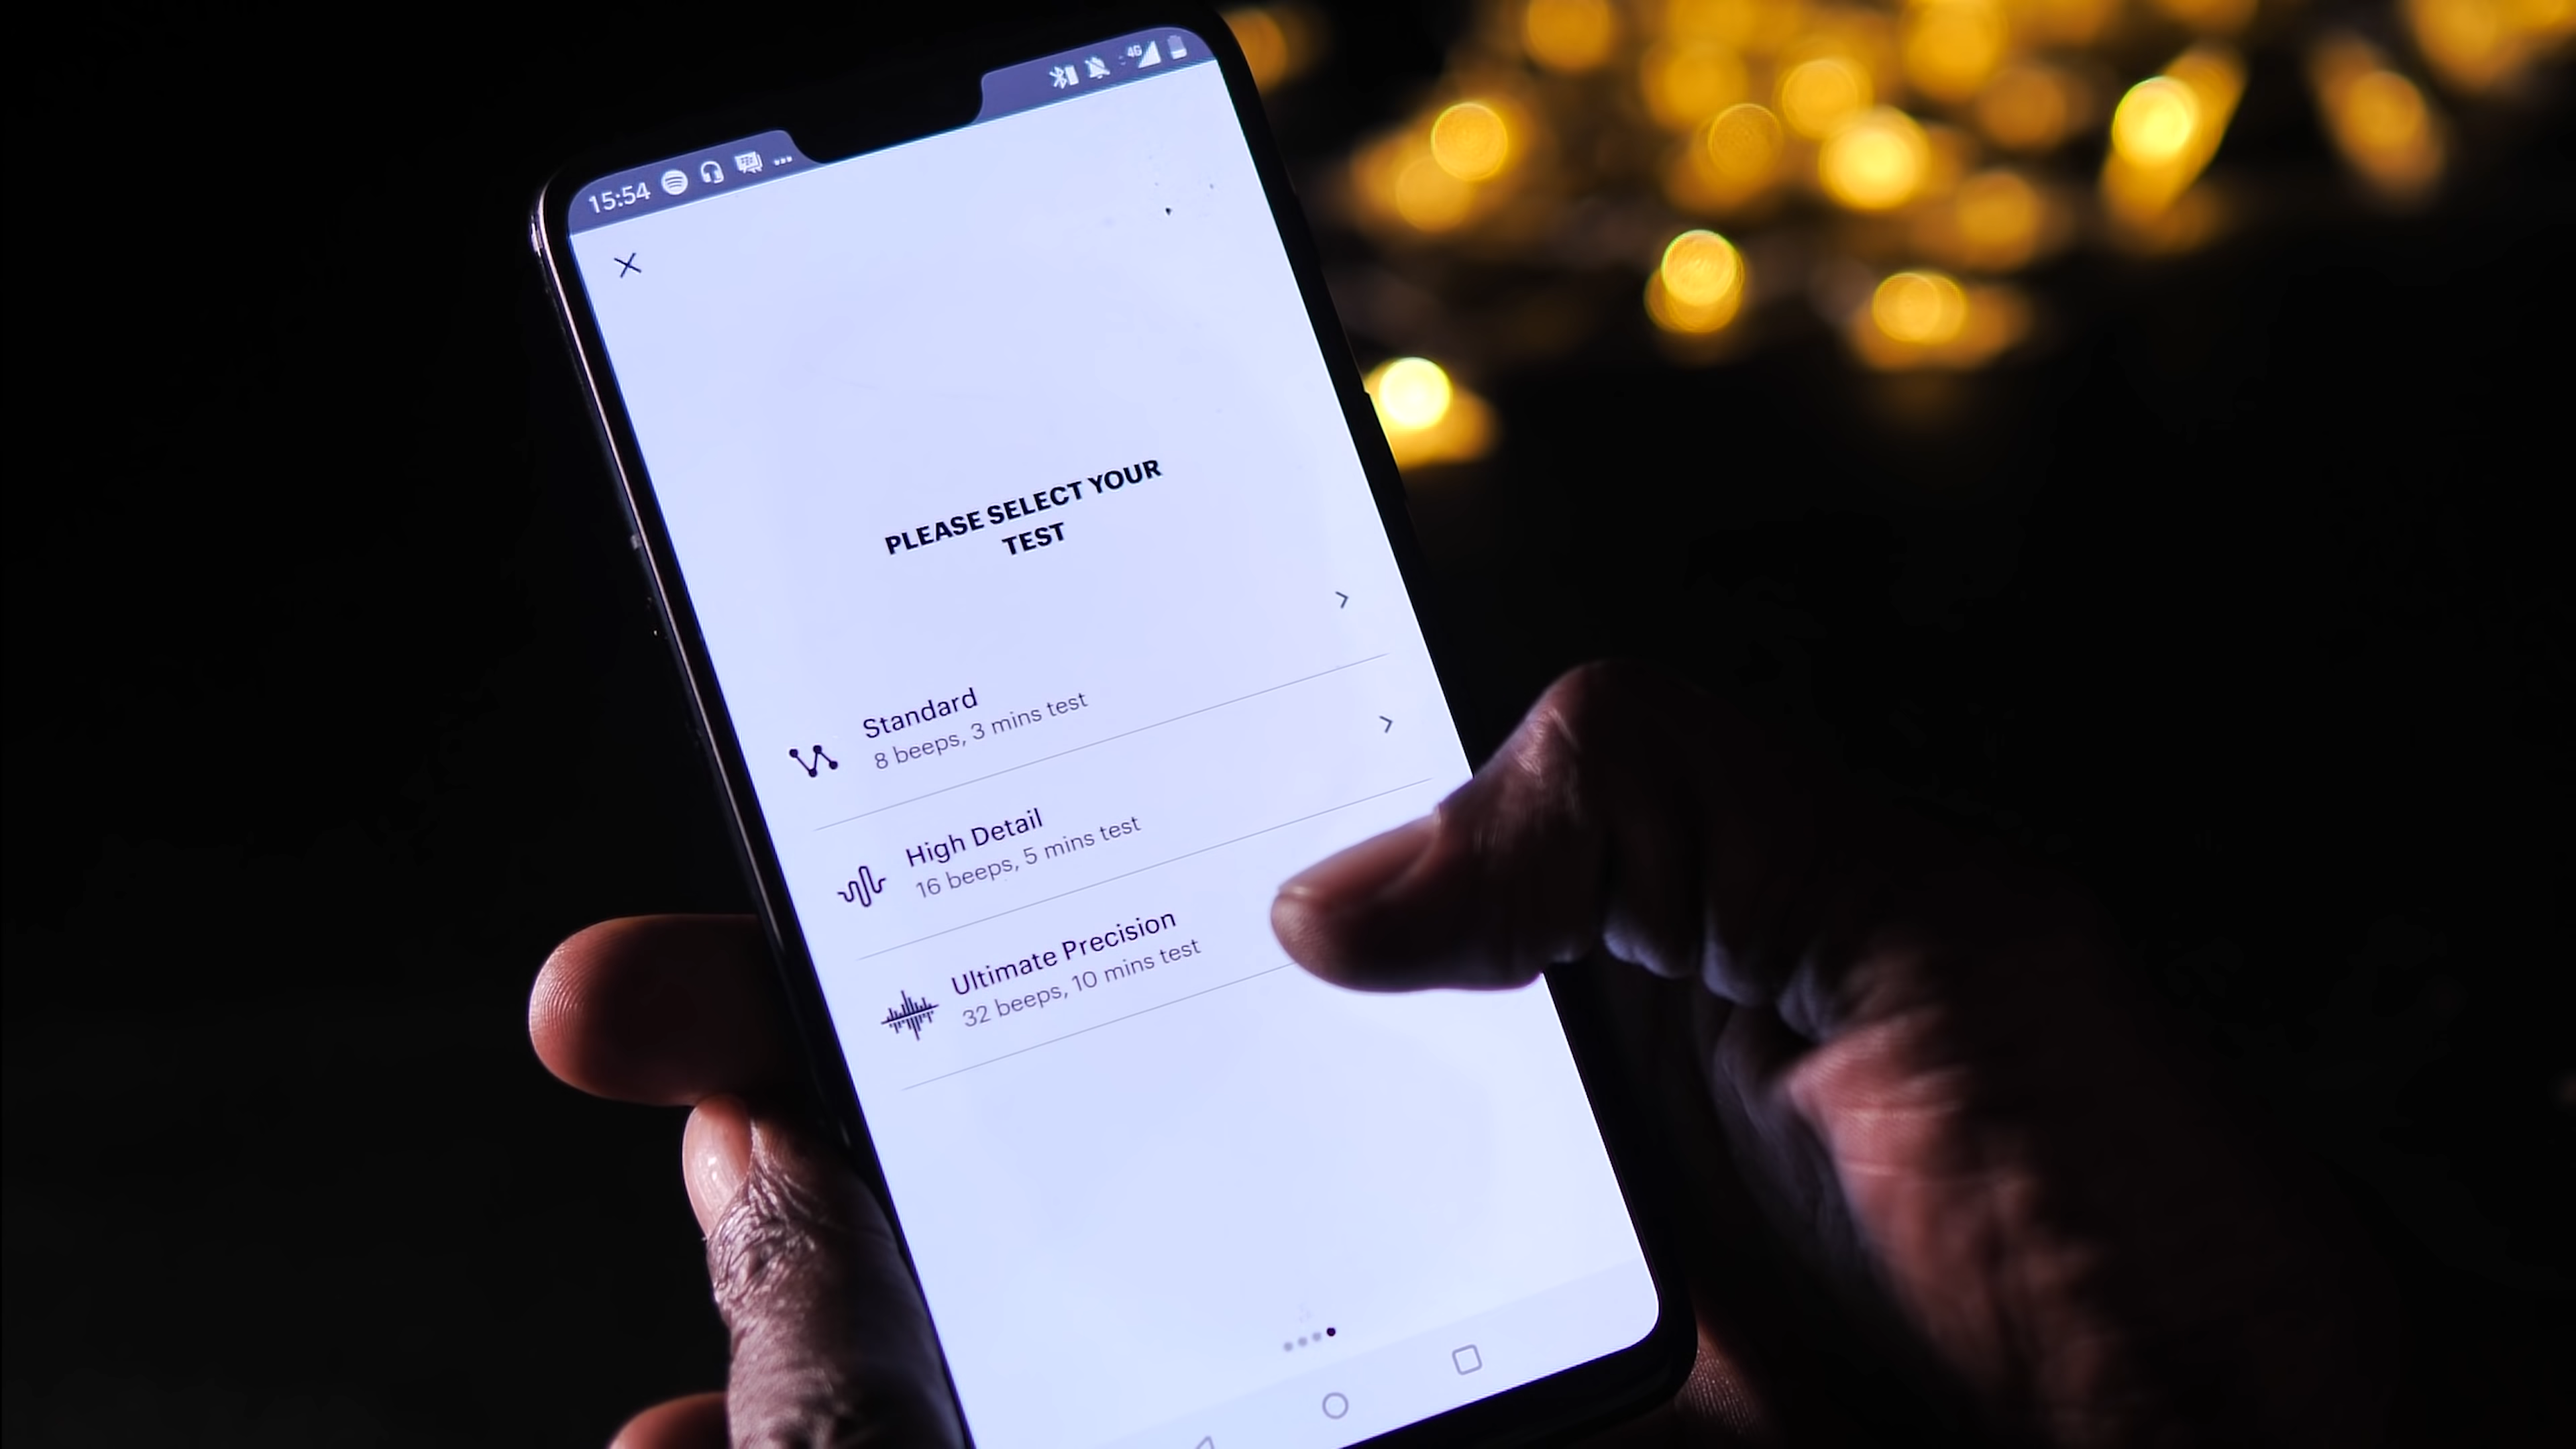 15:54
4G
PLEASE SELECT YOUR
TEST
Standard
8 beeps, 3 mins test
High Detail
16 beeps, 5 mins test
Ultimate Precision
32 beeps, 10 mins test